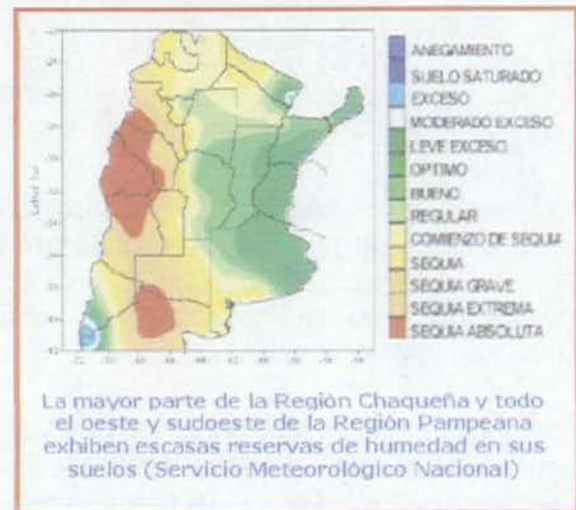 ANEGAMIENTO
SUELO SATURADO
EXCESO
MODERADO EXCESO
LEVE EXCESO
OPTIMO
BUENO
REGULAR
COMIENZO DE SEQUIA
SEQUIA
SEQUIA GRAVE
SEQUIA EXTREMA
SEQUIA ABSOLUTA
La mayor parte de la Región Chaqueña y todo
el oeste y sudoeste de la Región Pampeana
exhiben escasas reservas de humedad en sus
suelos (Servicio Meteorológico Nacional)